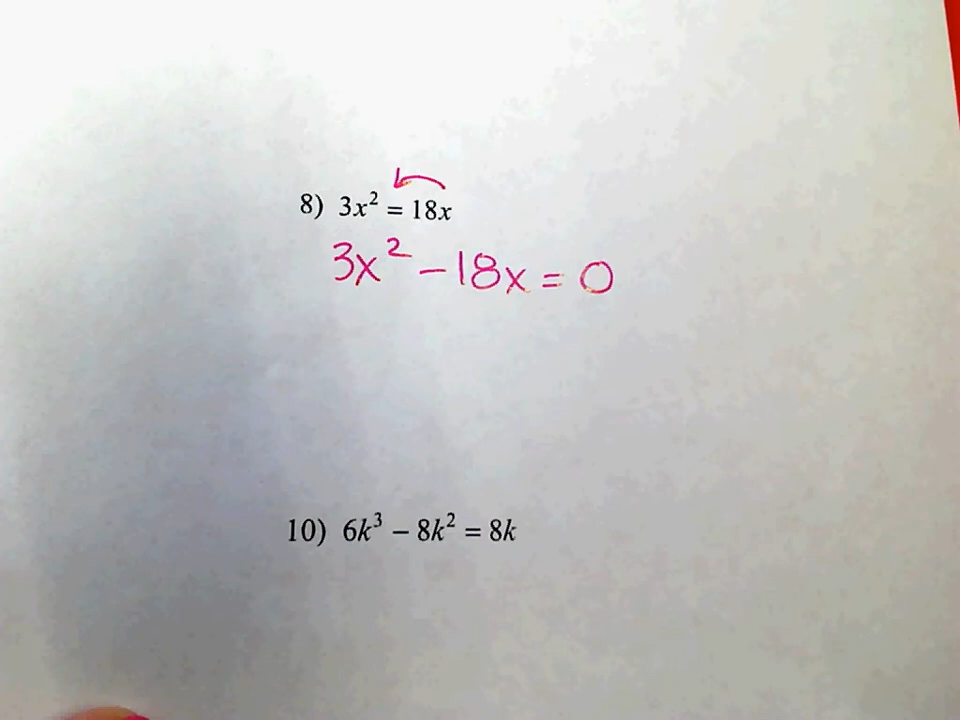 8) 3x² = 18x
3x² - 18x = 0
10) 6k³ − 8k² = 8k